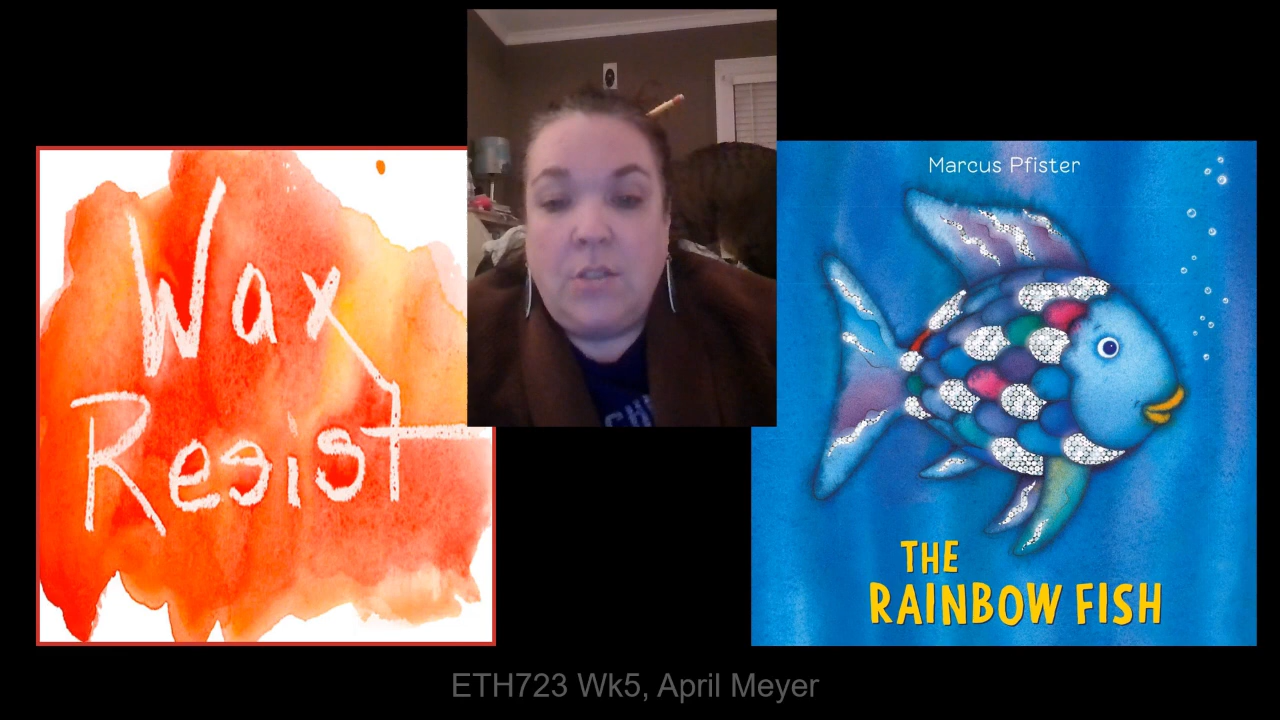 Wax
Resist
Marcus Pfister
THE
RAINBOW FISH
ETH723 Wk5, April Meyer